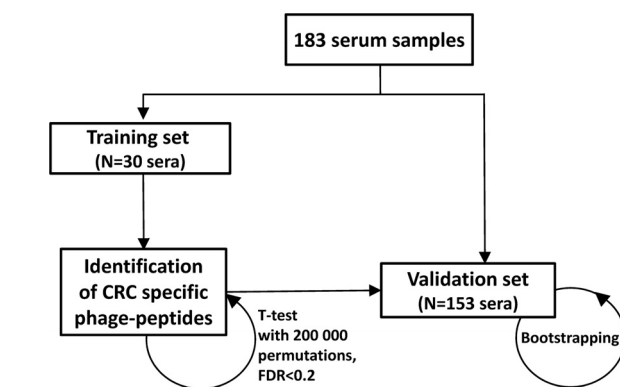 183 serum samples
Training set
(N=30 sera)
Identification
of CRC specific
phage-peptides
T-test
with 200 000
permutations,
FDR<0.2
Validation set
(N=153 sera)
Bootstrapping